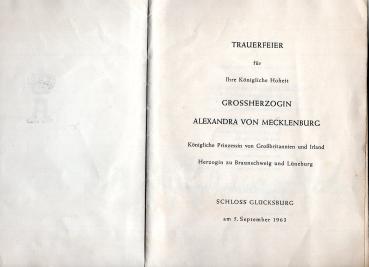 TRAUERFEIER
für
Ihre Königliche Hoheit
GROSSHERZOGIN
ALEXANDRA VON MECKLENBURG
Königliche Prinzessin von Großbritannien und Irland
Herzogin zu Braunschweig und Lüneburg
SCHLOSS GLÜCKSBURG
am 5. September 1963